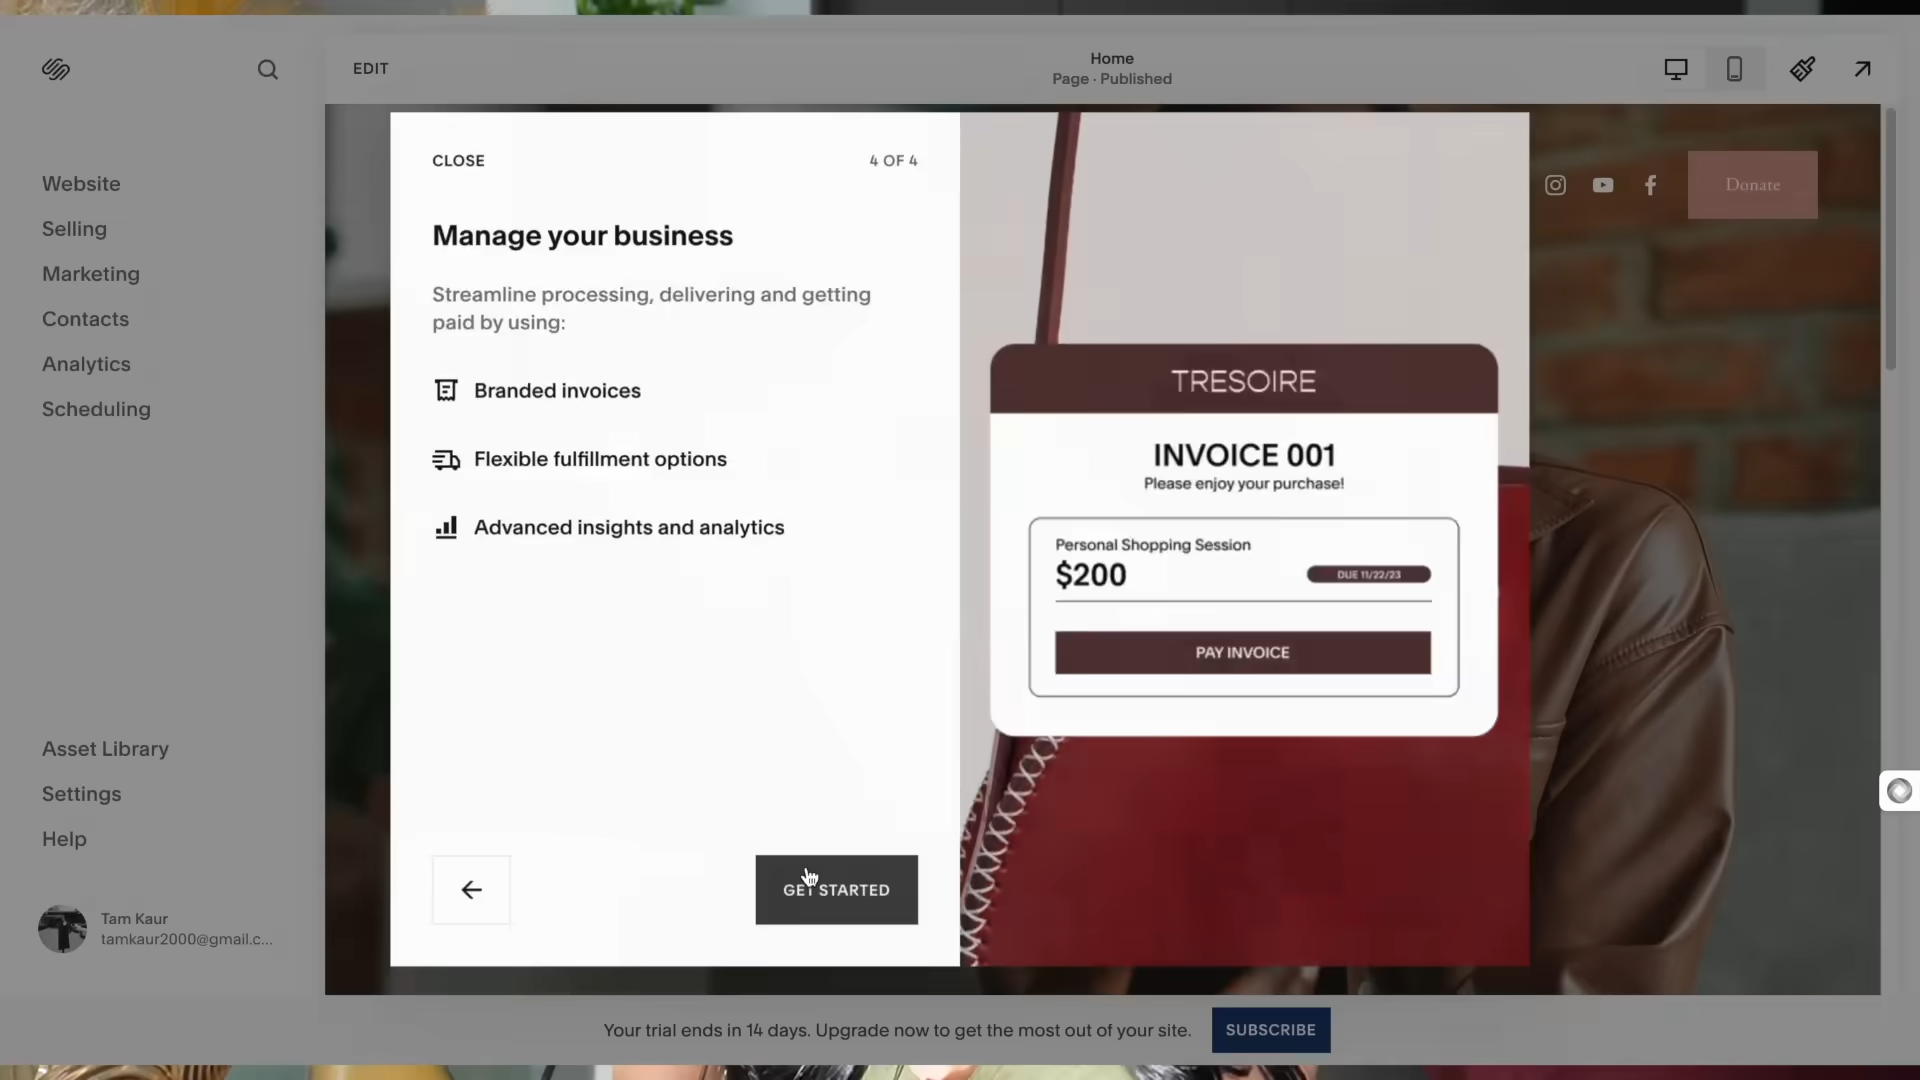 EDIT
Home
Page · Published
Website
Selling
Marketing
Contacts
Analytics
Scheduling
Asset Library
Settings
Help
Tam Kaur
tamkaur2000@gmail.c...
CLOSE
4 OF 4
Manage your business
Streamline processing, delivering and getting
paid by using:
Branded invoices
Flexible fulfillment options
Advanced insights and analytics
GET STARTED
TRESOIRE
INVOICE 001
Please enjoy your purchase!
Personal Shopping Session
$200
DUE 11/22/23
PAY INVOICE
Donate
Your trial ends in 14 days. Upgrade now to get the most out of your site.
SUBSCRIBE